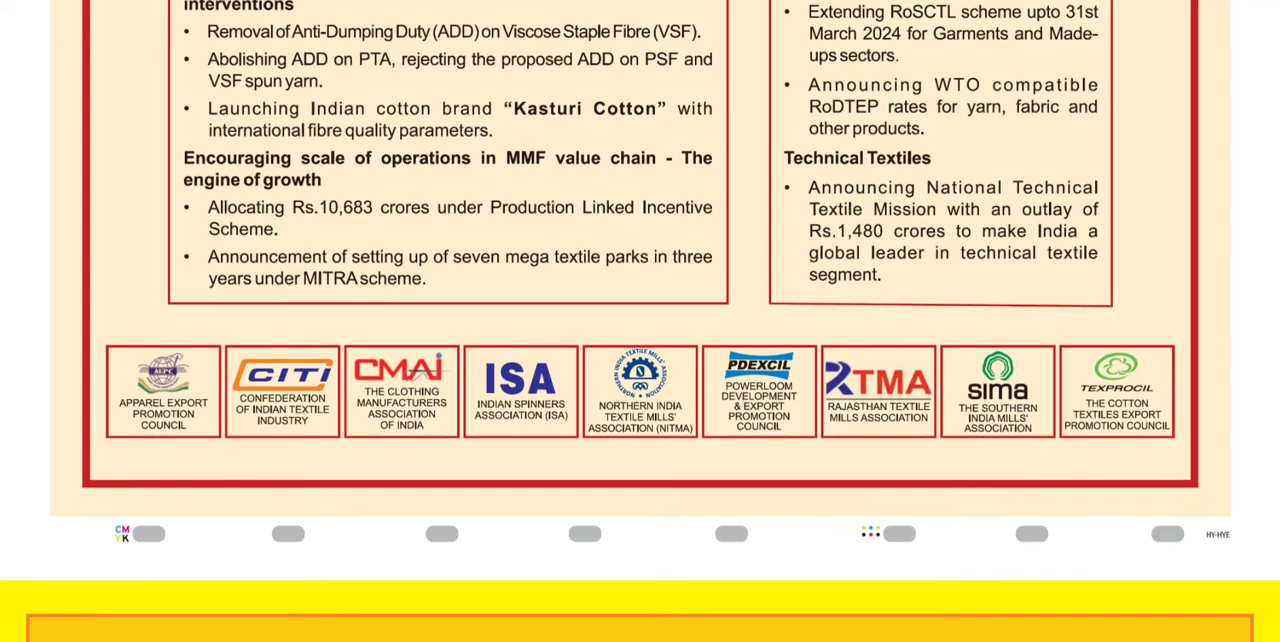 interventions
• Removal of Anti-Dumping Duty (ADD) on Viscose Staple Fibre (VSF).
• Abolishing ADD on PTA, rejecting the proposed ADD on PSF and
VSF spun yarn.
• Launching Indian cotton brand “Kasturi Cotton” with
international fibre quality parameters.
Encouraging scale of operations in MMF value chain - The
engine of growth
• Allocating Rs.10,683 crores under Production Linked Incentive
Scheme.
• Announcement of setting up of seven mega textile parks in three
years under MITRA scheme.
• Extending RoSCTL scheme upto 31st
March 2024 for Garments and Made-
ups sectors.
• Announcing WTO compatible
RoDTEP rates for yarn, fabric and
other products.
Technical Textiles
• Announcing National Technical
Textile Mission with an outlay of
Rs.1,480 crores to make India a
global leader in technical textile
segment.
AEPC
APPAREL EXPORT
PROMOTION
COUNCIL
CITI
CONFEDERATION
OF INDIAN TEXTILE
INDUSTRY
CMAI
THE CLOTHING
MANUFACTURERS
ASSOCIATION
OF INDIA
ISA
INDIAN SPINNERS
ASSOCIATION (ISA)
NORTHERN INDIA TEXTILE MILLS' ASSOCIATION
NORTHERN INDIA
TEXTILE MILLS'
ASSOCIATION (NITMA)
PDEXCIL
POWERLOOM
DEVELOPMENT
& EXPORT
PROMOTION
COUNCIL
RTMA
RAJASTHAN TEXTILE
MILLS ASSOCIATION
sima
THE SOUTHERN
INDIA MILLS'
ASSOCIATION
TEXPROCIL
THE COTTON
TEXTILES EXPORT
PROMOTION COUNCIL
CM
YK
HY-HYE